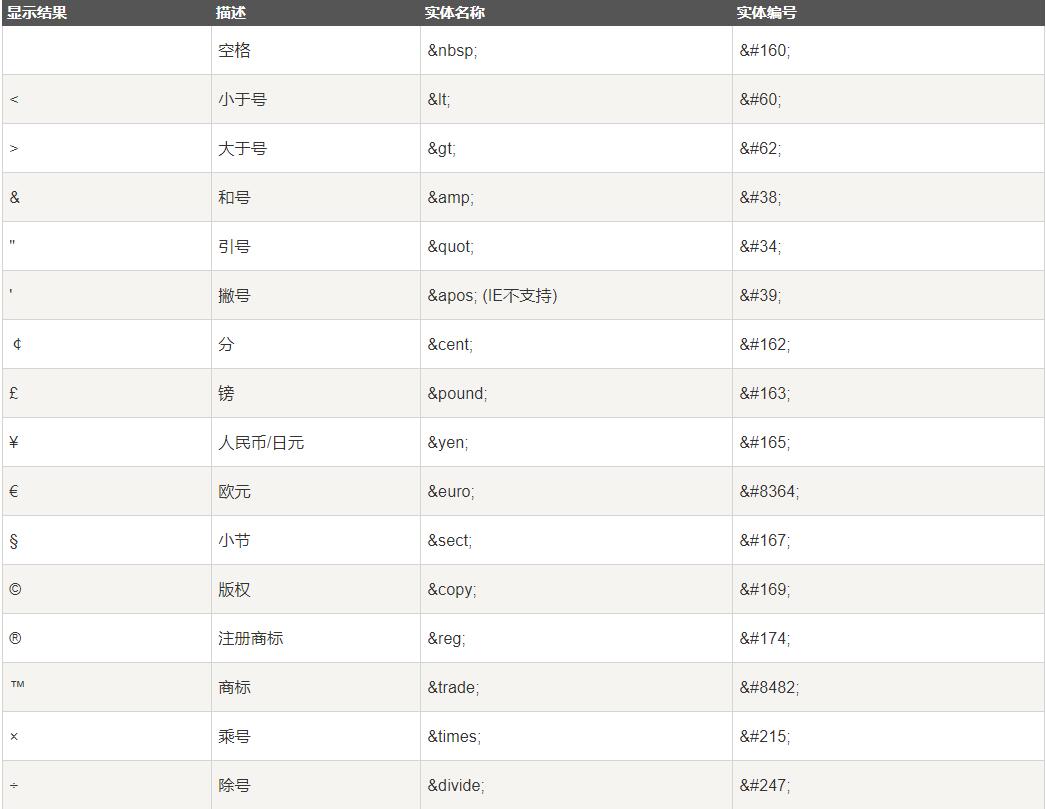 显示结果 描述 实体名称 实体编号
空格 &nbsp; &#160;
< 小于号 &lt; &#60;
> 大于号 &gt; &#62;
& 和号 &amp; &#38;
" 引号 &quot; &#34;
' 撇号 &apos; (IE不支持) &#39;
¢ 分 &cent; &#162;
£ 镑 &pound; &#163;
¥ 人民币/日元 &yen; &#165;
€ 欧元 &euro; &#8364;
§ 小节 &sect; &#167;
© 版权 &copy; &#169;
® 注册商标 &reg; &#174;
™ 商标 &trade; &#8482;
× 乘号 &times; &#215;
÷ 除号 &divide; &#247;